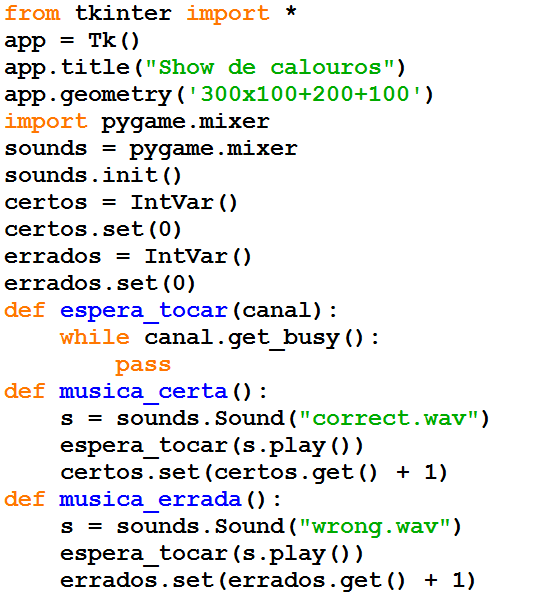 from tkinter import *
app = Tk()
app.title("Show de calouros")
app.geometry('300x100+200+100')
import pygame.mixer
sounds = pygame.mixer
sounds.init()
certos = IntVar()
certos.set(0)
errados = IntVar()
errados.set(0)
def espera_tocar(canal):
    while canal.get_busy():
        pass
def musica_certa():
    s = sounds.Sound("correct.wav")
    espera_tocar(s.play())
    certos.set(certos.get() + 1)
def musica_errada():
    s = sounds.Sound("wrong.wav")
    espera_tocar(s.play())
    errados.set(errados.get() + 1)